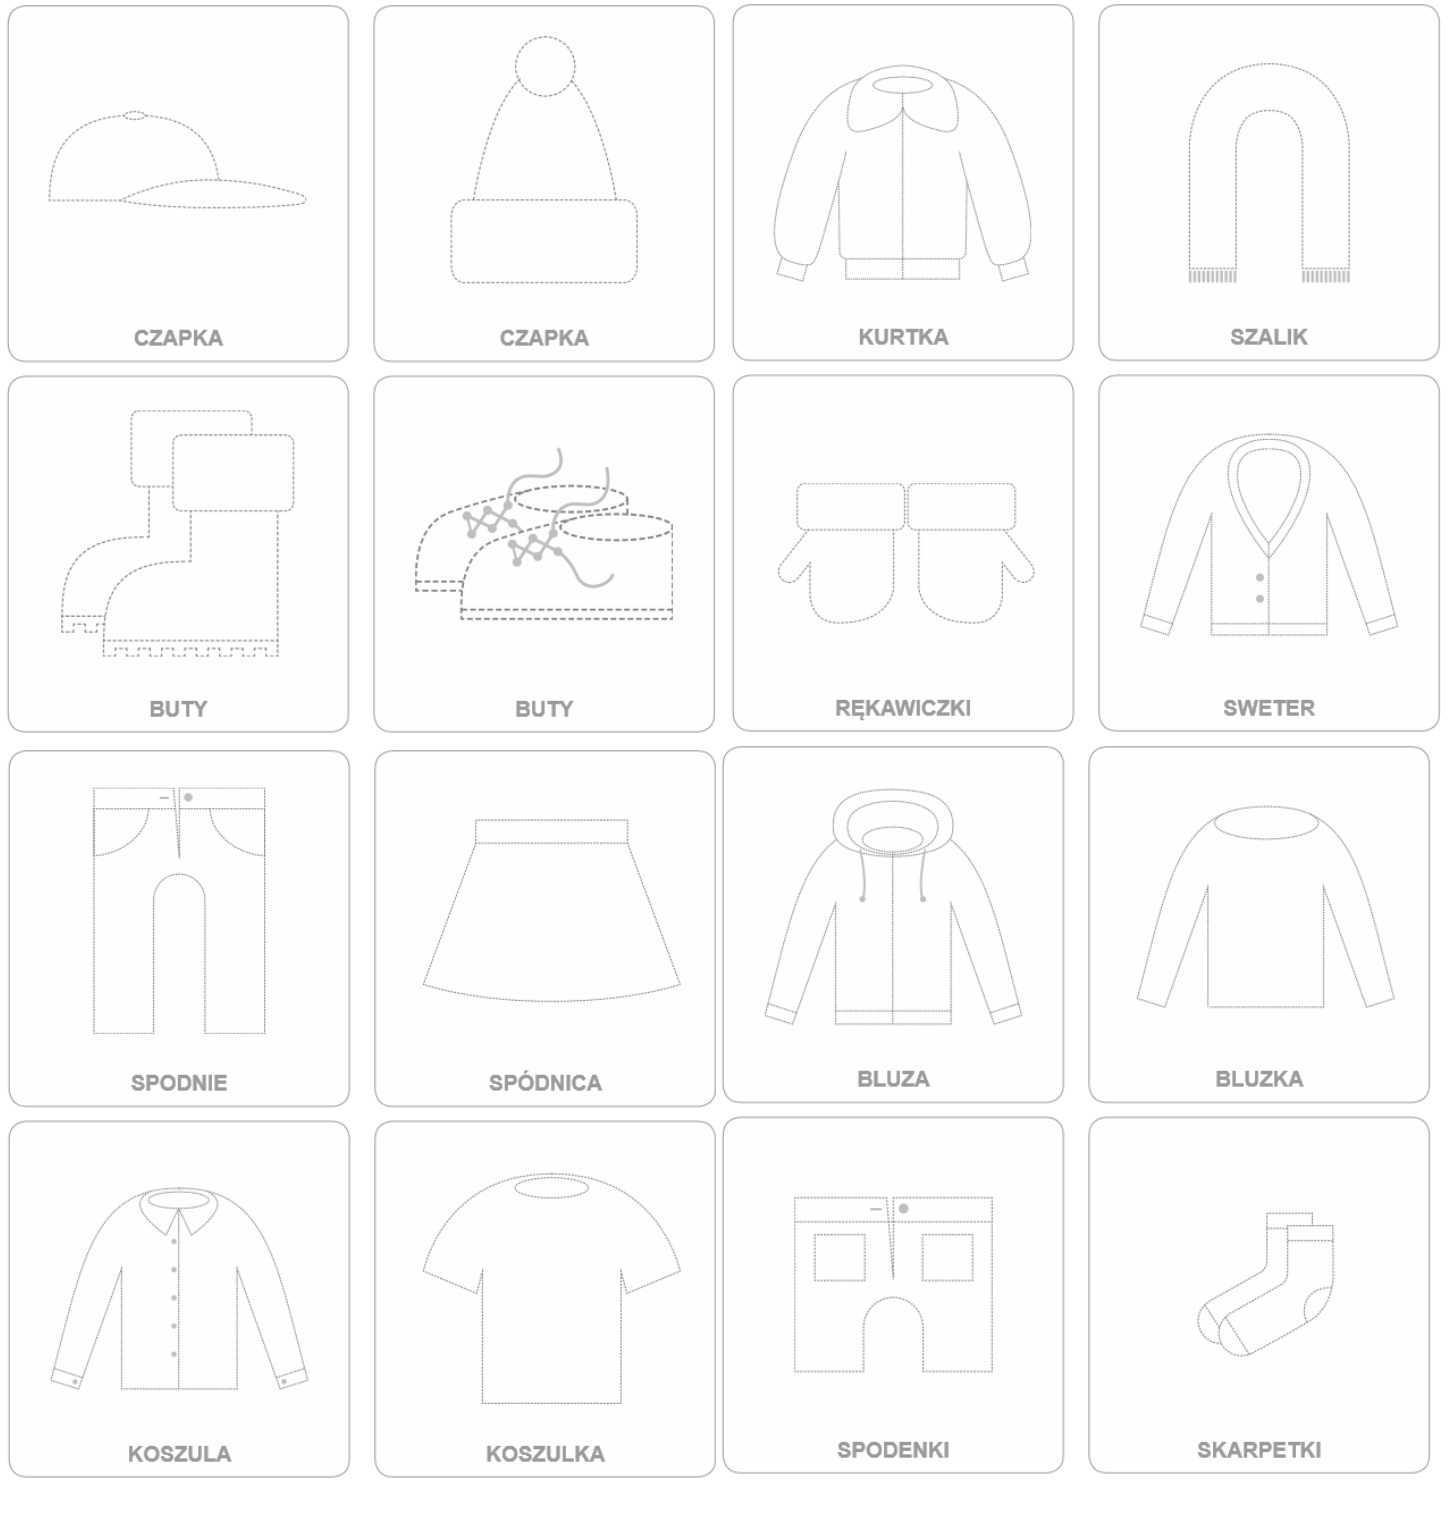 CZAPKA
CZAPKA
KURTKA
SZALIK
BUTY
BUTY
RĘKAWICZKI
SWETER
SPODNIE
SPÓDNICA
BLUZA
BLUZKA
KOSZULA
KOSZULKA
SPODENKI
SKARPETKI